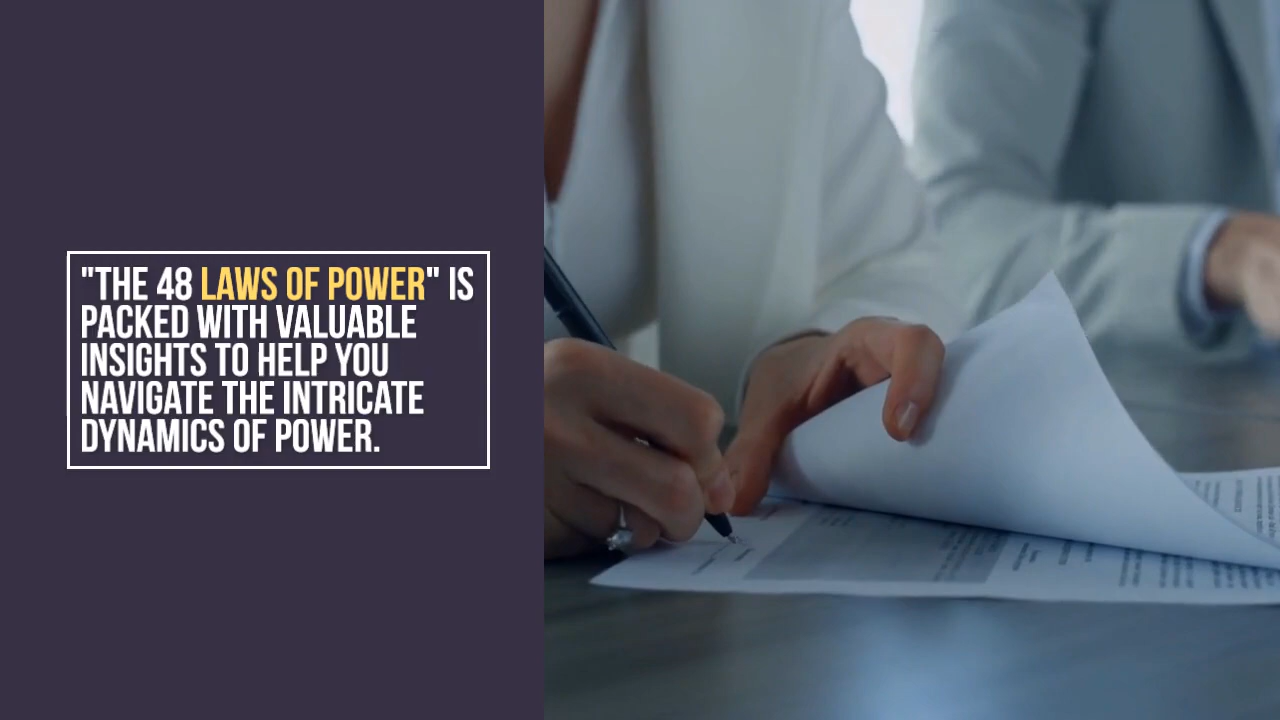 "THE 48 LAWS OF POWER" IS
PACKED WITH VALUABLE
INSIGHTS TO HELP YOU
NAVIGATE THE INTRICATE
DYNAMICS OF POWER.